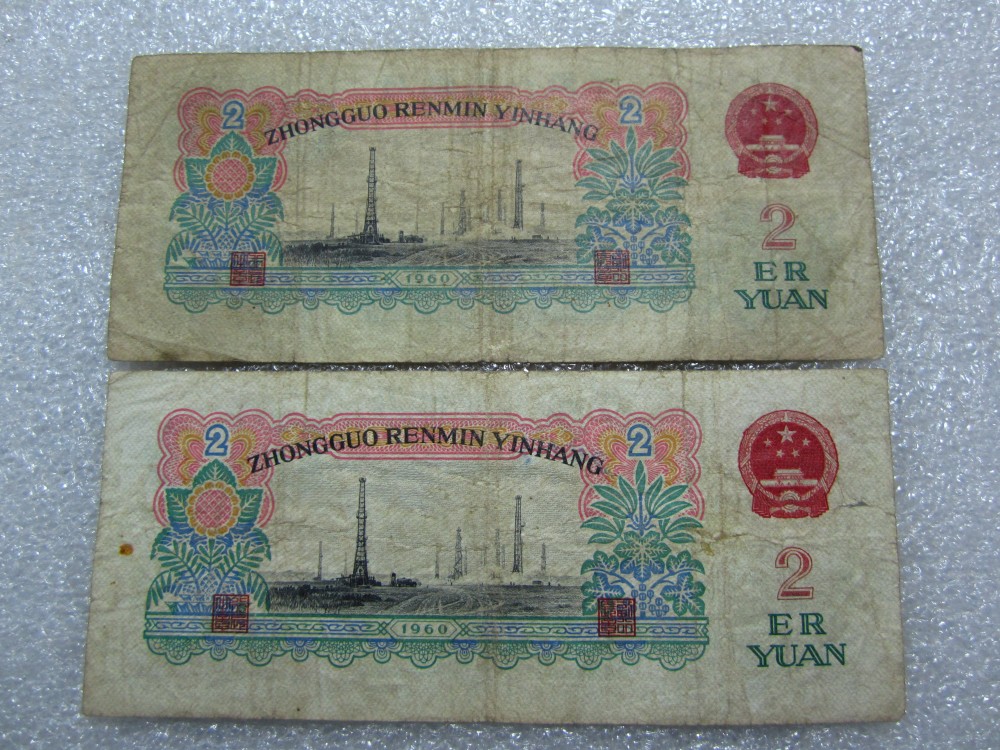 2 ZHONGGUO RENMIN YINHANG 2
2
ER
YUAN
1960
2 ZHONGGUO RENMIN YINHANG 2
2
ER
YUAN
1960